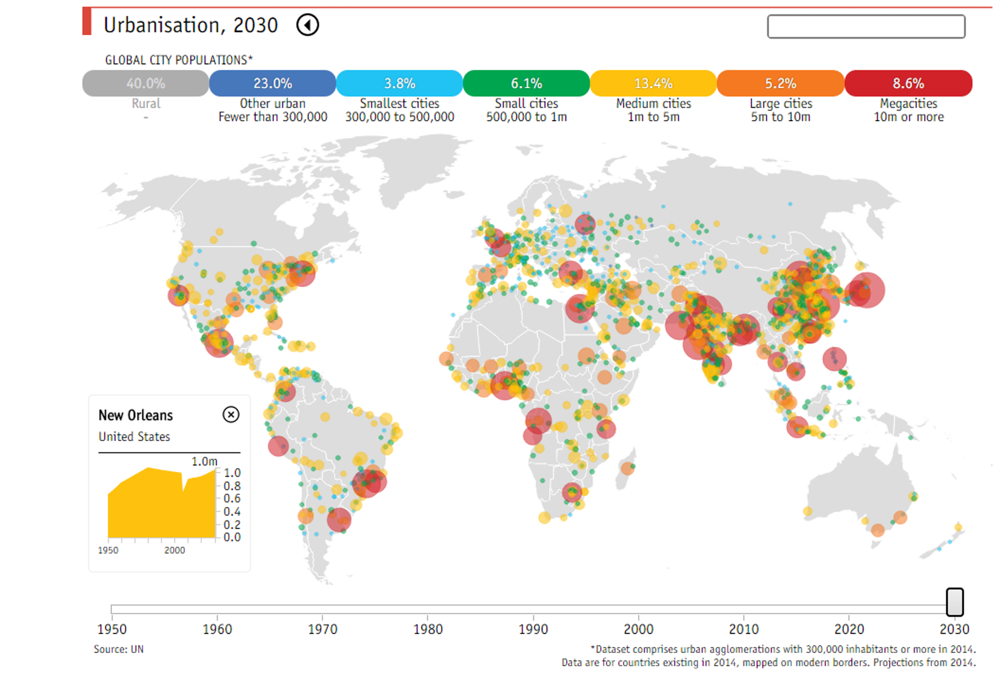 Urbanisation, 2030
GLOBAL CITY POPULATIONS*
40.0% 23.0% 3.8% 6.1% 13.4% 5.2% 8.6%
Rural Other urban Smallest cities Small cities Medium cities Large cities Megacities
- Fewer than 300,000 300,000 to 500,000 500,000 to 1m 1m to 5m 5m to 10m 10m or more
New Orleans
United States
1.0m
1.0
0.8
0.6
0.4
0.2
0.0
1950 2000
1950 1960 1970 1980 1990 2000 2010 2020 2030
Source: UN
*Dataset comprises urban agglomerations with 300,000 inhabitants or more in 2014.
Data are for countries existing in 2014, mapped on modern borders. Projections from 2014.